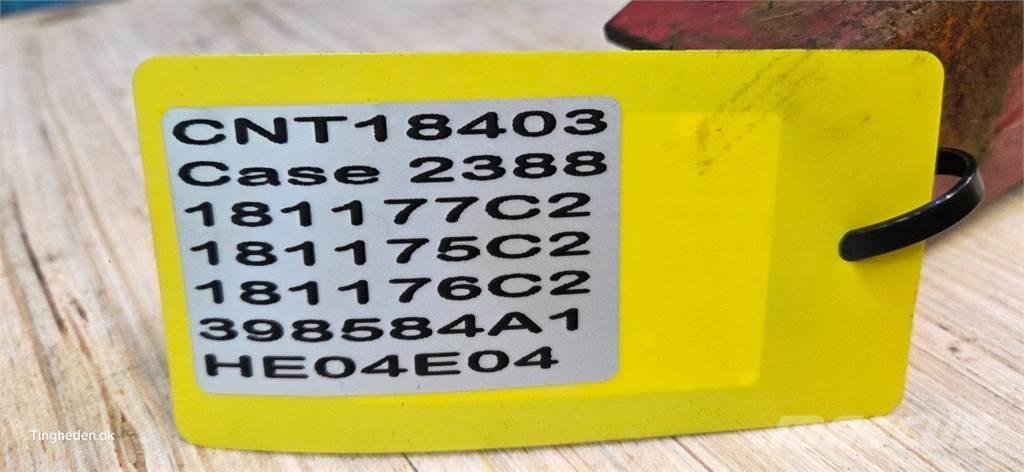 CNT18403
Case 2388
181177C2
181175C2
181176C2
398584A1
HE04E04
Tingheden.dk